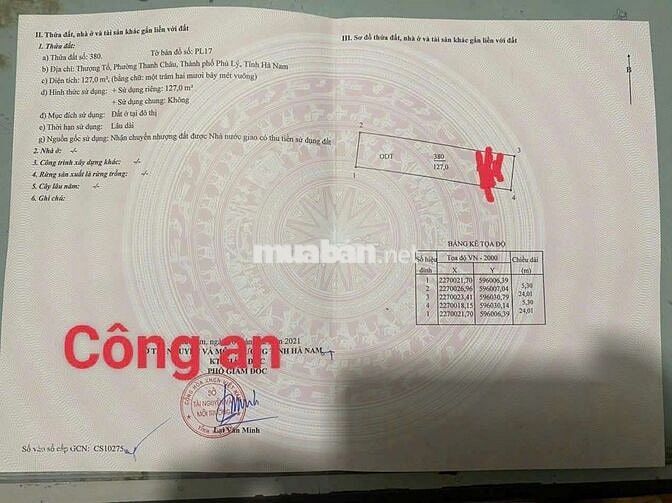 II. Thửa đất, nhà ở và tài sản khác gắn liền với đất
1. Thửa đất:
a) Thửa đất số: 380. Tờ bản đồ số: PL17
b) Địa chỉ: Thượng Tổ, Phường Thanh Châu, Thành phố Phủ Lý, Tỉnh Hà Nam
c) Diện tích: 127,0 m², (bằng chữ: một trăm hai mươi bảy mét vuông)
d) Hình thức sử dụng: + Sử dụng riêng: 127,0 m²
+ Sử dụng chung: Không
đ) Mục đích sử dụng: Đất ở tại đô thị
e) Thời hạn sử dụng: Lâu dài
g) Nguồn gốc sử dụng: Nhận chuyển nhượng đất được Nhà nước giao có thu tiền sử dụng đất
2. Nhà ở: -/-
3. Công trình xây dựng khác: -/-
4. Rừng sản xuất là rừng trồng: -/-
5. Cây lâu năm: -/-
6. Ghi chú:
2021
KT. GIÁM ĐỐC
PHÓ GIÁM ĐỐC
Công an
SỞ
TÀI NGUYÊN VÀ
MÔI TRƯỜNG
Lại Văn Minh
Số vào sổ cấp GCN: CS10275
III. Sơ đồ thửa đất, nhà ở và tài sản khác gắn liền với đất
B
2
3
ODT
380
127,0
1
4
muaban.net
BẢNG KÊ TỌA ĐỘ
Số hiệu đỉnh Tọa độ VN - 2000 Chiều dài (m)
X Y
1 2270021,70 596006,39
5,30
2 2270026,96 596007,04
24,01
3 2270023,41 596030,79
5,30
4 2270018,15 596030,14
24,01
1 2270021,70 596006,39